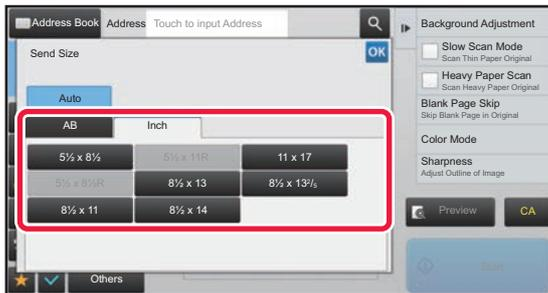 Address Book Address Touch to input Address
Send Size OK
Auto
AB Inch
5½ x 8½ 5½ x 11R 11 x 17
5½ x 8½R 8½ x 13 8½ x 13²/₅
8½ x 11 8½ x 14
Others
Background Adjustment
Slow Scan Mode
Scan Thin Paper Original
Heavy Paper Scan
Scan Heavy Paper Original
Blank Page Skip
Skip Blank Page in Original
Color Mode
Sharpness
Adjust Outline of Image
Preview CA
Start